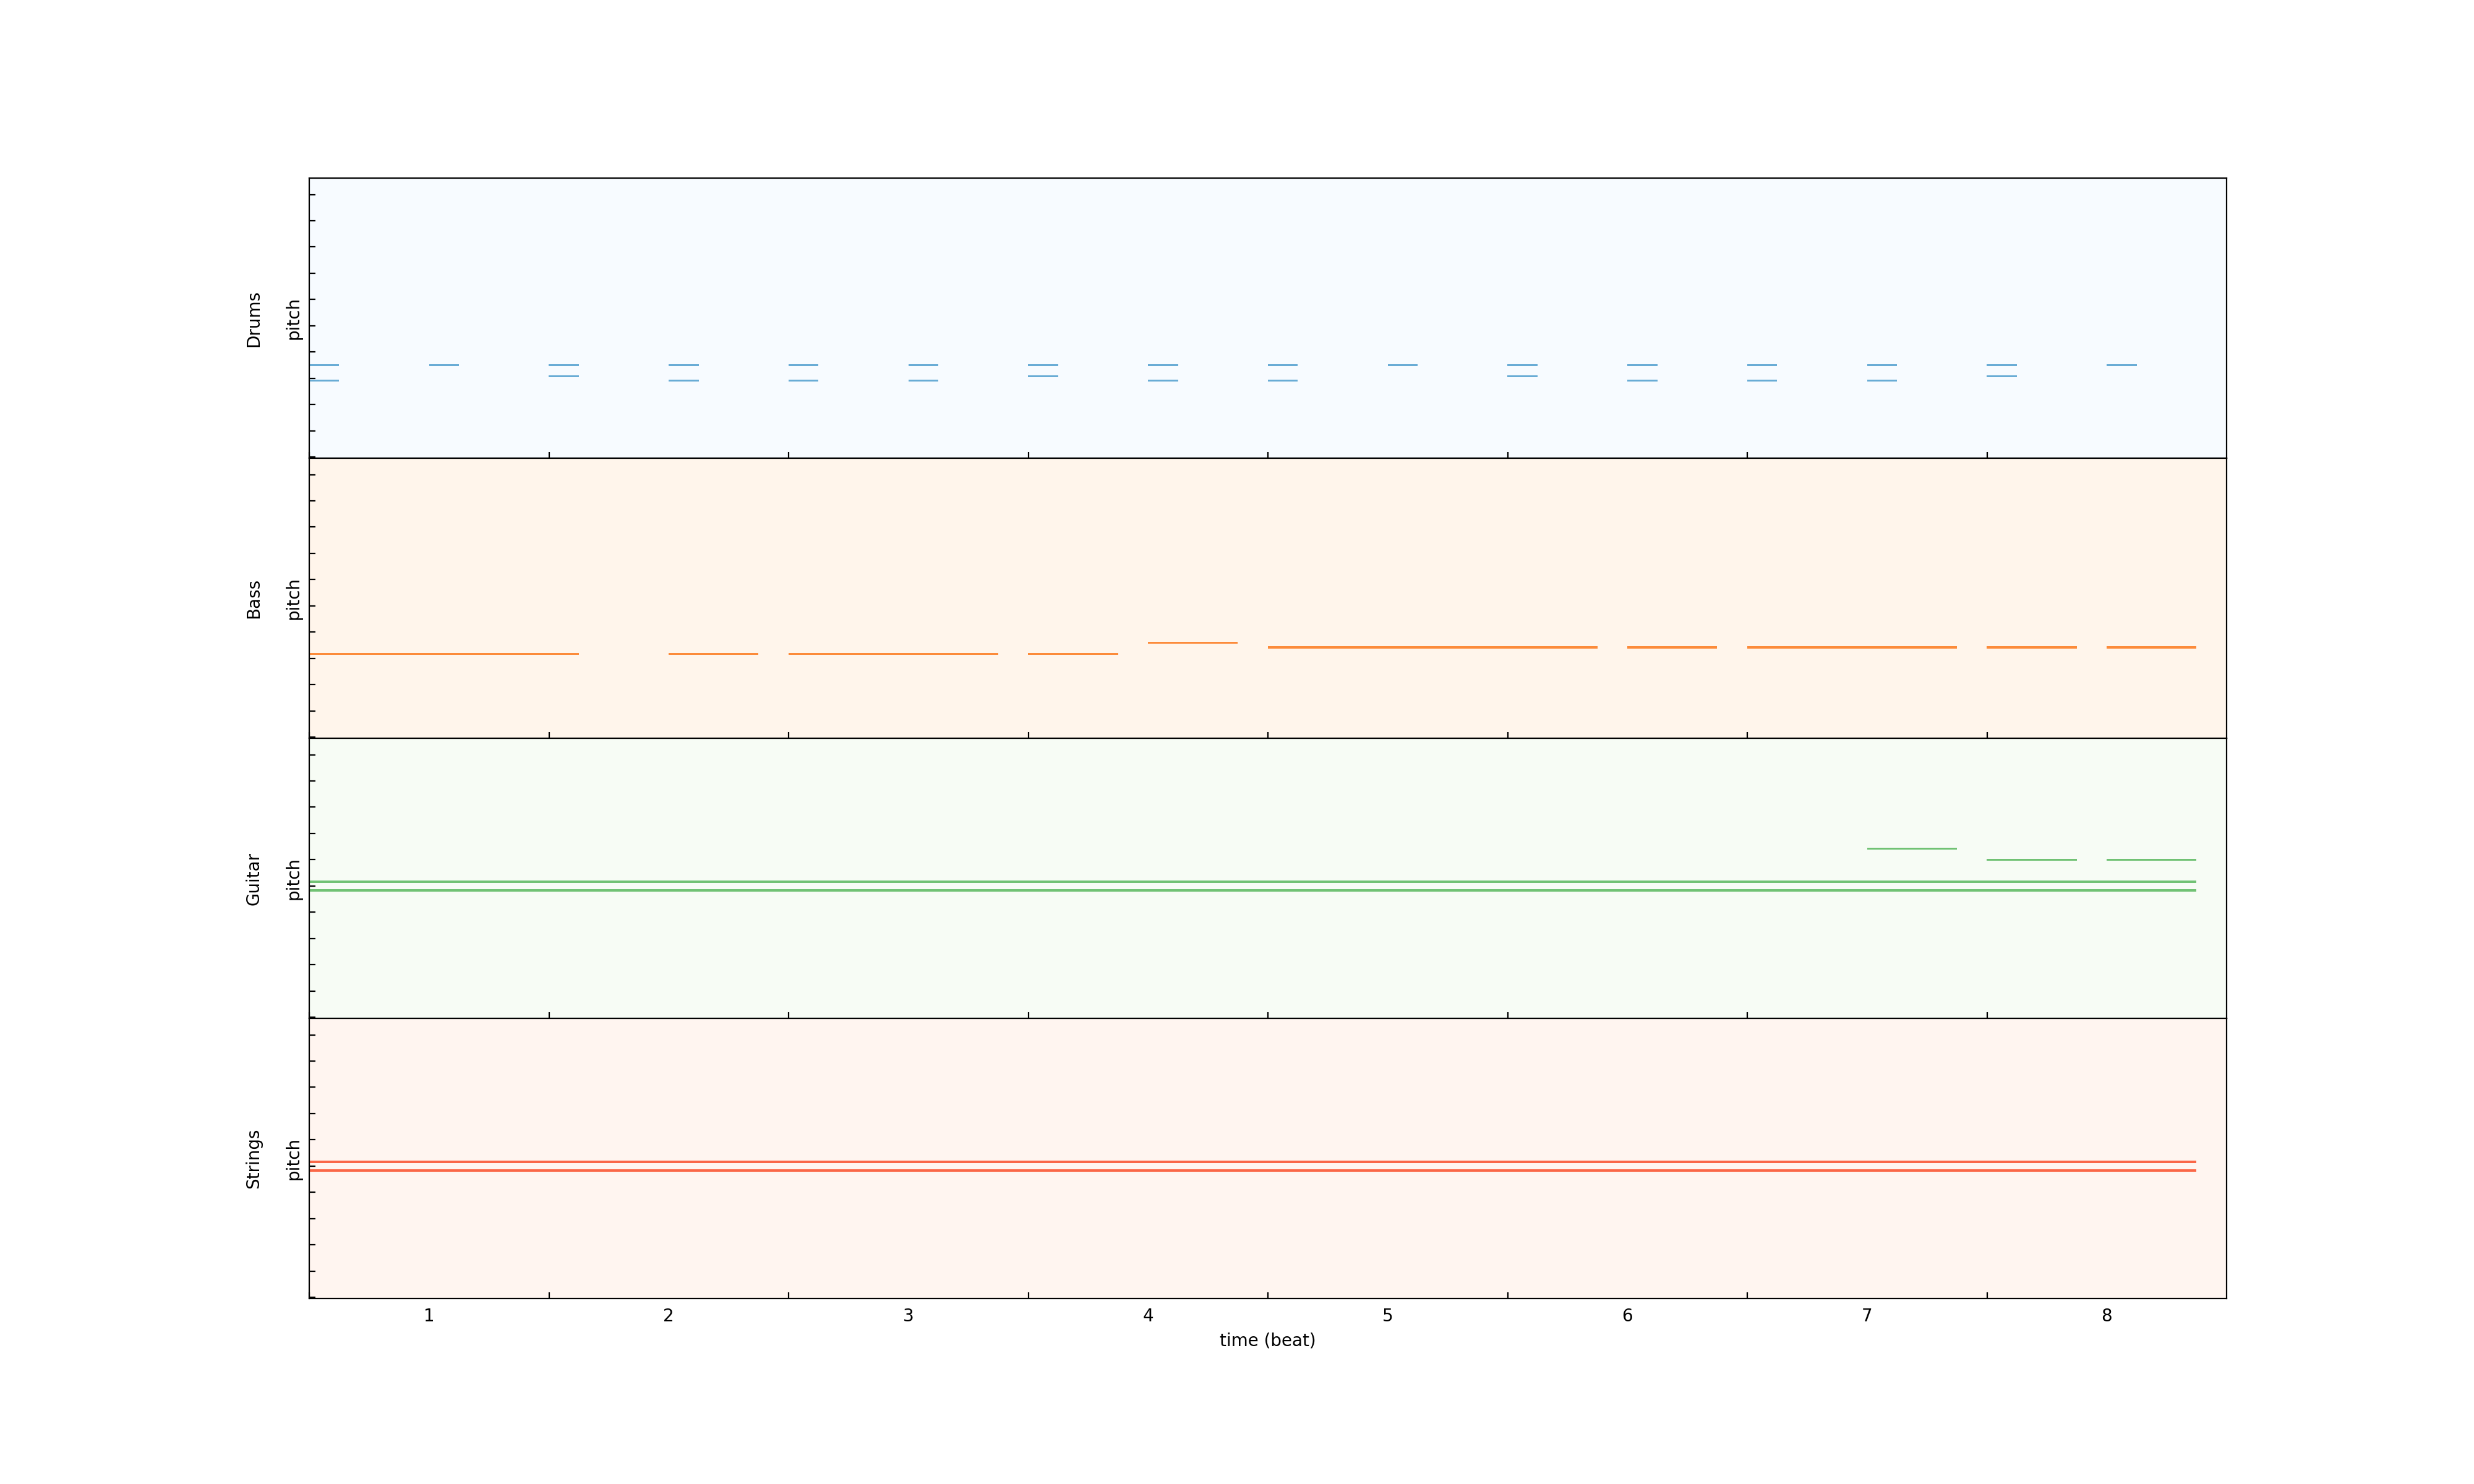 Drums
pitch
Bass
pitch
Guitar
pitch
Strings
pitch
1 2 3 4 5 6 7 8
time (beat)